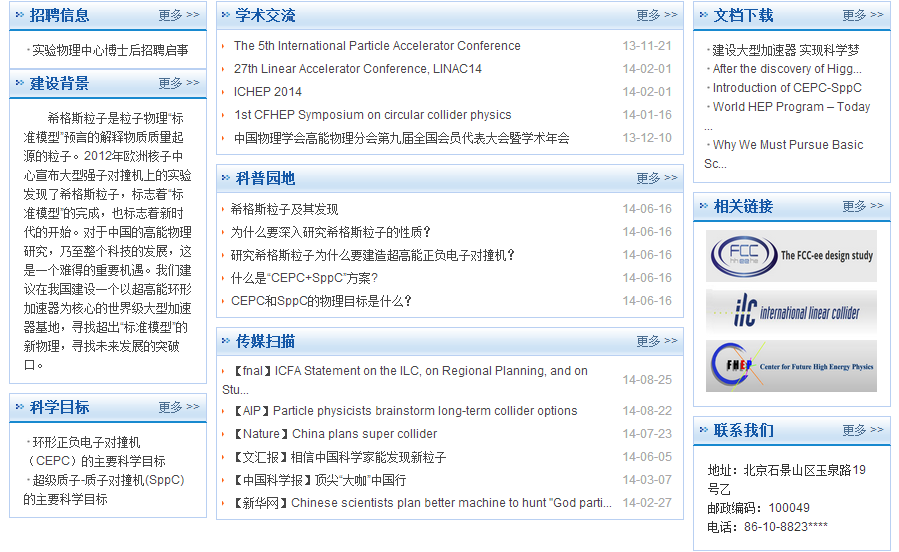 招聘信息 更多 >>
实验物理中心博士后招聘启事
建设背景 更多 >>
希格斯粒子是粒子物理“标
准模型”预言的解释物质质量起
源的粒子。2012年欧洲核子中
心宣布大型强子对撞机上的实验
发现了希格斯粒子，标志着“标
准模型”的完成，也标志着新时
代的开始。对于中国的高能物理
研究，乃至整个科技的发展，这
是一个难得的重要机遇。我们建
议在我国建设一个以超高能环形
加速器为核心的世界级大型加速
器基地，寻找超出“标准模型”的
新物理，寻找未来发展的突破
口。
科学目标 更多 >>
环形正负电子对撞机
（CEPC）的主要科学目标
超级质子-质子对撞机(SppC)
的主要科学目标
学术交流 更多 >>
The 5th International Particle Accelerator Conference 13-11-21
27th Linear Accelerator Conference, LINAC14 14-02-01
ICHEP 2014 14-02-01
1st CFHEP Symposium on circular collider physics 14-01-16
中国物理学会高能物理分会第九届全国会员代表大会暨学术年会 13-12-10
科普园地 更多 >>
希格斯粒子及其发现 14-06-16
为什么要深入研究希格斯粒子的性质？ 14-06-16
研究希格斯粒子为什么要建造超高能正负电子对撞机？ 14-06-16
什么是“CEPC+SppC”方案? 14-06-16
CEPC和SppC的物理目标是什么？ 14-06-16
传媒扫描 更多 >>
【fnal】ICFA Statement on the ILC, on Regional Planning, and on
Stu... 14-08-25
【AIP】Particle physicists brainstorm long-term collider options 14-08-22
【Nature】China plans super collider 14-07-23
【文汇报】相信中国科学家能发现新粒子 14-06-05
【中国科学报】顶尖“大咖”中国行 14-03-07
【新华网】Chinese scientists plan better machine to hunt "God parti... 14-02-27
文档下载 更多 >>
建设大型加速器 实现科学梦
After the discovery of Higg...
Introduction of CEPC-SppC
World HEP Program – Today
...
Why We Must Pursue Basic
Sc...
相关链接 更多 >>
FCC
The FCC-ee design study
ilc international linear collider
FHEP Center for Future High Energy Physics
联系我们 更多 >>
地址：北京石景山区玉泉路19
号乙
邮政编码：100049
电话：86-10-8823****